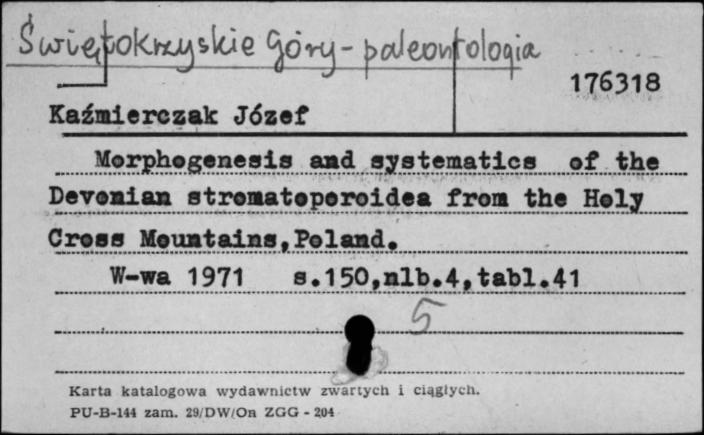 Świętokrzyskie Góry - paleontologia
176318
Kaźmierczak Józef
Morphogenesis and systematics of the
Devonian stromatoporoidea from the Holy
Cross Mountains,Poland.
W-wa 1971 s.150,nlb.4,tabl.41
5
Karta katalogowa wydawnictw zwartych i ciągłych.
PU-B-144 zam. 29/DW/On ZGG - 204